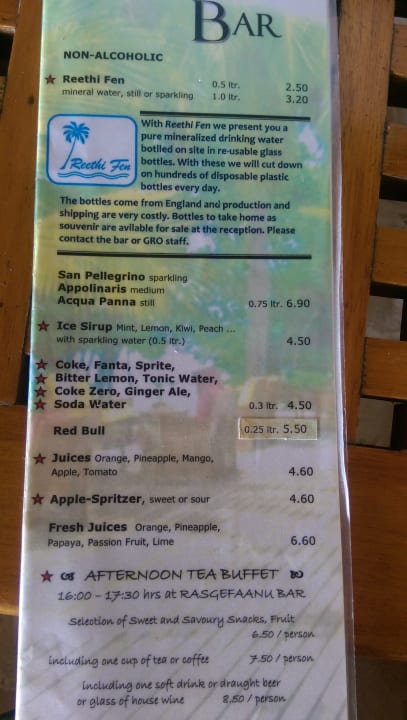 BAR
NON-ALCOHOLIC
Reethi Fen 0.5 ltr. 2.50
mineral water, still or sparkling 1.0 ltr. 3.20
Reethi Fen
With Reethi Fen we present you a
pure mineralized drinking water
botlled on site in re-usable glass
bottles. With these we will cut down
on hundreds of disposable plastic
bottles every day.
The bottles come from England and production and
shipping are very costly. Bottles to take home as
souvenir are avilable for sale at the reception. Please
contact the bar or GRO staff.
San Pellegrino sparkling
Appolinaris medium
Acqua Panna still 0.75 ltr. 6.90
Ice Sirup Mint, Lemon, Kiwi, Peach ...
with sparkling water (0.5 ltr.) 4.50
Coke, Fanta, Sprite,
Bitter Lemon, Tonic Water,
Coke Zero, Ginger Ale,
Soda Water 0.3 ltr. 4.50
Red Bull 0.25 ltr. 5.50
Juices Orange, Pineapple, Mango,
Apple, Tomato 4.60
Apple-Spritzer, sweet or sour 4.60
Fresh Juices Orange, Pineapple,
Papaya, Passion Fruit, Lime 6.60
AFTERNOON TEA BUFFET
16:00 - 17:30 hrs at RASGEFAANU BAR
Selection of Sweet and Savoury Snacks, Fruit
6.50 / person
including one cup of tea or coffee 7.50 / person
including one soft drink or draught beer
or glass of house wine 8.50 / person